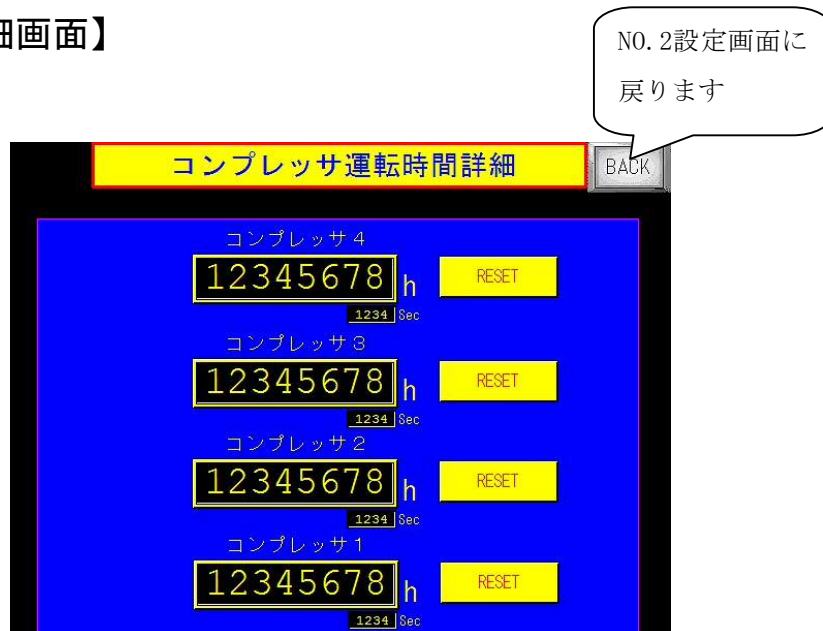 細画面】
NO.2設定画面に
戻ります
コンプレッサ運転時間詳細
BACK
コンプレッサ4
12345678 h RESET
1234 Sec
コンプレッサ3
12345678 h RESET
1234 Sec
コンプレッサ2
12345678 h RESET
1234 Sec
コンプレッサ1
12345678 h RESET
1234 Sec